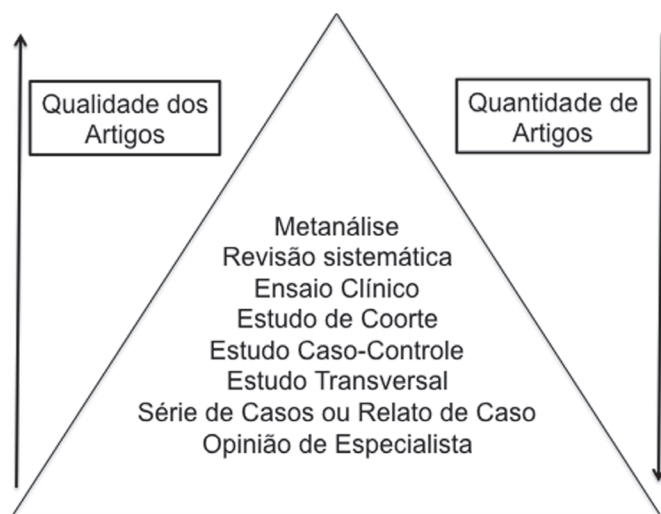 Qualidade dos
Artigos
Quantidade de
Artigos
Metanálise
Revisão sistemática
Ensaio Clínico
Estudo de Coorte
Estudo Caso-Controle
Estudo Transversal
Série de Casos ou Relato de Caso
Opinião de Especialista